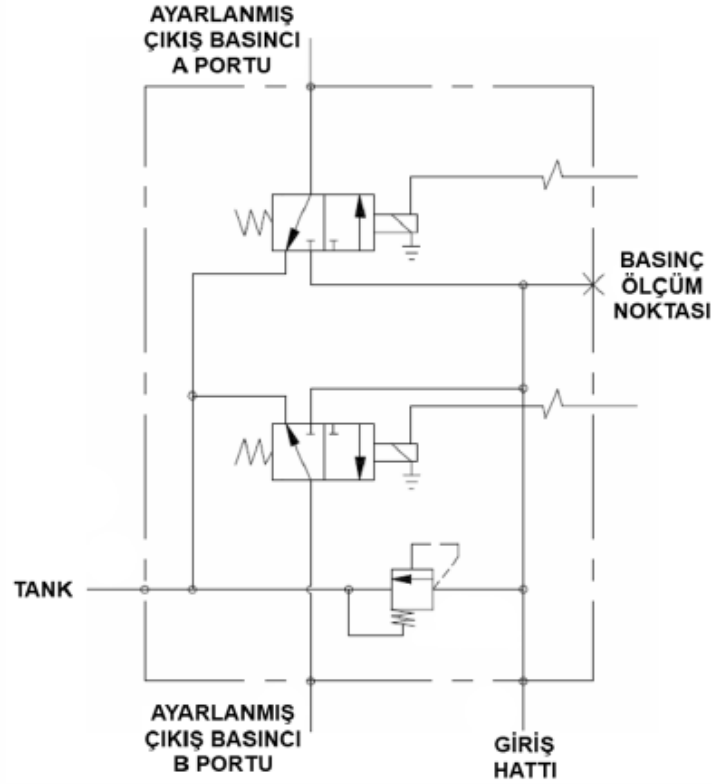 AYARLANMIŞ
ÇIKIŞ BASINCI
A PORTU
BASINÇ
ÖLÇÜM
NOKTASI
TANK
AYARLANMIŞ
ÇIKIŞ BASINCI
B PORTU
GİRİŞ
HATTI